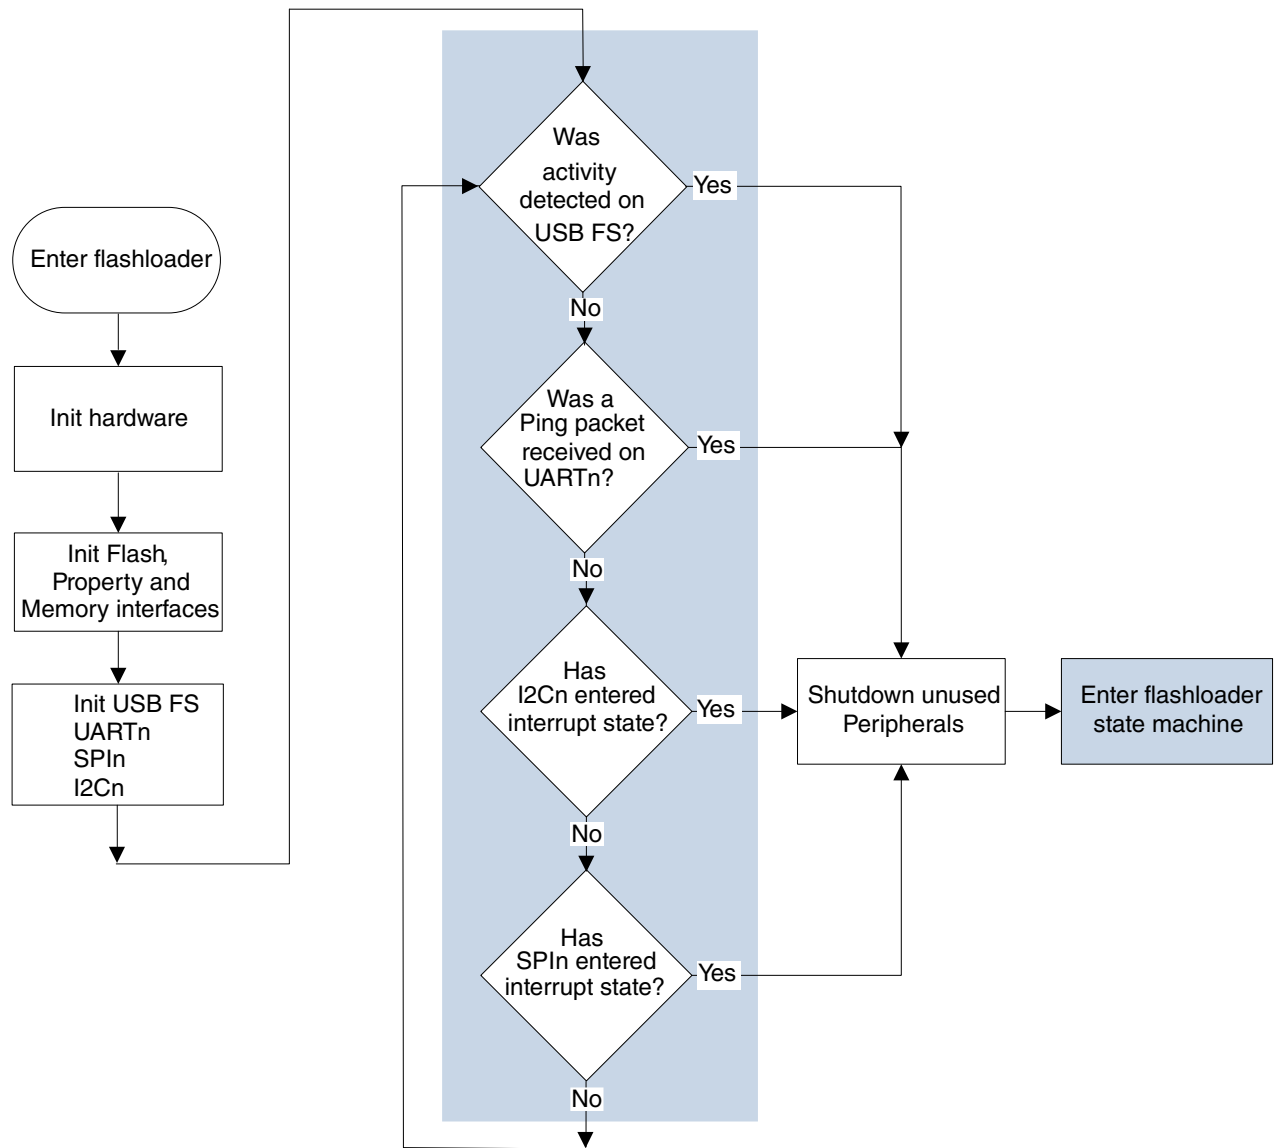 Enter flashloader
Init hardware
Init Flash,
Property and
Memory interfaces
Init USB FS
UARTn
SPIn
I2Cn
Was
activity
detected on
USB FS?
Yes
No
Was a
Ping packet
received on
UARTn?
Yes
No
Has
I2Cn entered
interrupt state?
Yes
No
Has
SPIn entered
interrupt state?
Yes
No
Shutdown unused
Peripherals
Enter flashloader
state machine